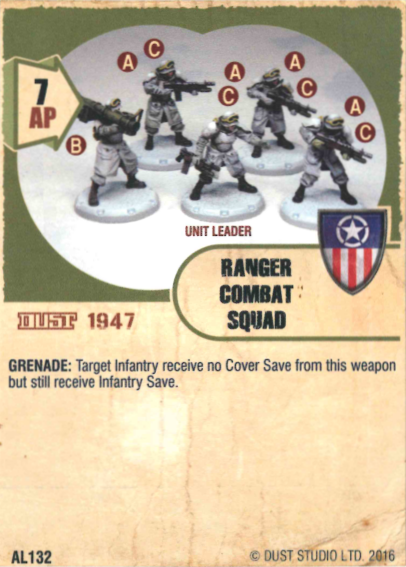 7
AP
A
C
A
C
A
C
B
UNIT LEADER
RANGER
COMBAT
SQUAD
DUST 1947
GRENADE: Target Infantry receive no Cover Save from this weapon
but still receive Infantry Save.
AL132
© DUST STUDIO LTD. 2016